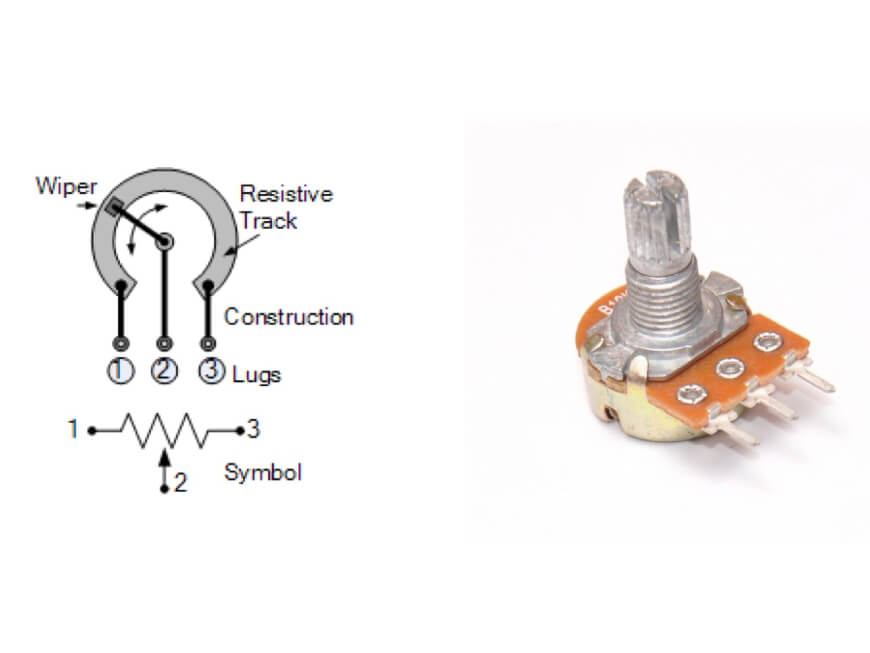 Wiper
Resistive
Track
Construction
1 2 3 Lugs
1 3
2 Symbol